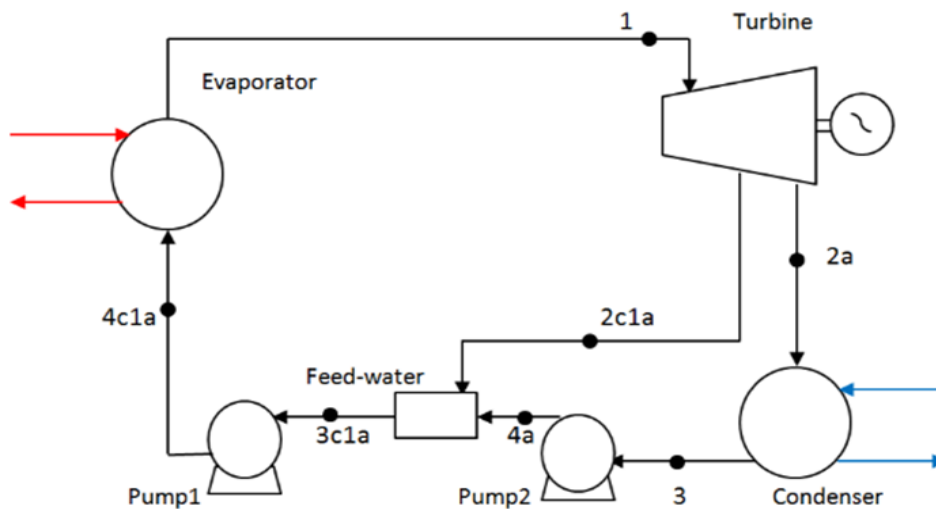 1
Turbine
Evaporator
2a
4c1a
2c1a
Feed-water
3c1a
4a
Pump1
Pump2
3
Condenser